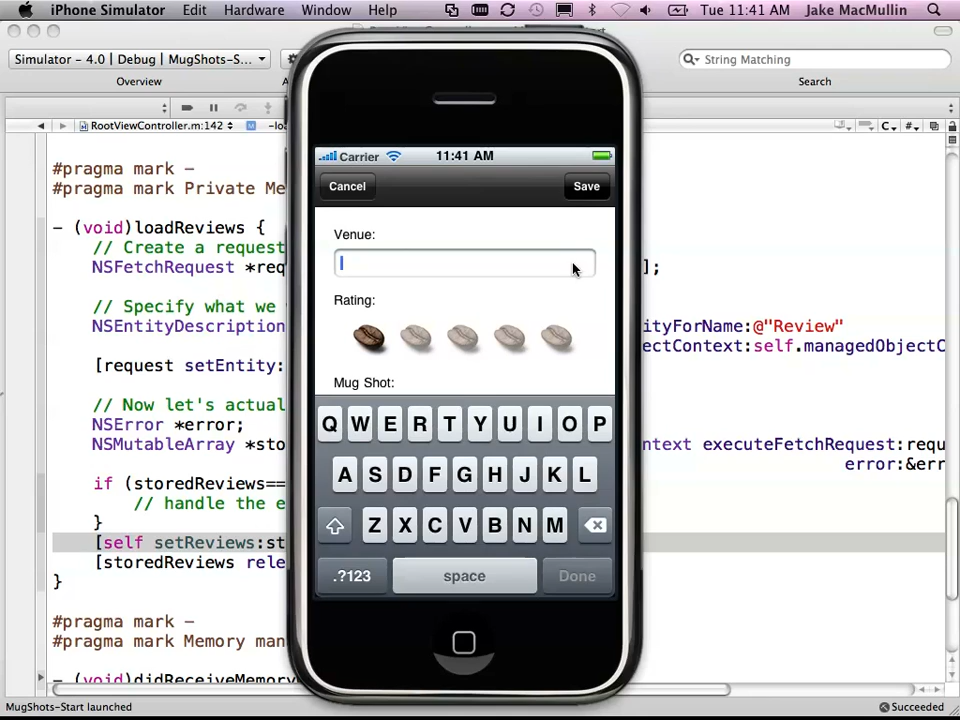 iPhone Simulator Edit Hardware Window Help Tue 11:41 AM Jake MacMullin
Simulator - 4.0 | Debug | MugShots-S...
String Matching
Overview
Search
RootViewController.m:142
#pragma mark -
#pragma mark Private Me
- (void)loadReviews {
// Create a request
NSFetchRequest *req
];
// Specify what we
NSEntityDescription
ityForName:@"Review"
ectContext:self.managedObjectC
[request setEntity:
// Now let's actual
NSError *error;
NSMutableArray *sto
ontext executeFetchRequest:requ
error:&err
if (storedReviews==
// handle the e
}
[self setReviews:st
[storedReviews rele
}
#pragma mark -
#pragma mark Memory man
- (void)didReceiveMemory
MugShots-Start launched
Succeeded
Carrier 11:41 AM
Cancel Save
Venue:
Rating:
Mug Shot:
Q W E R T Y U I O P
A S D F G H J K L
Z X C V B N M
.?123 space Done